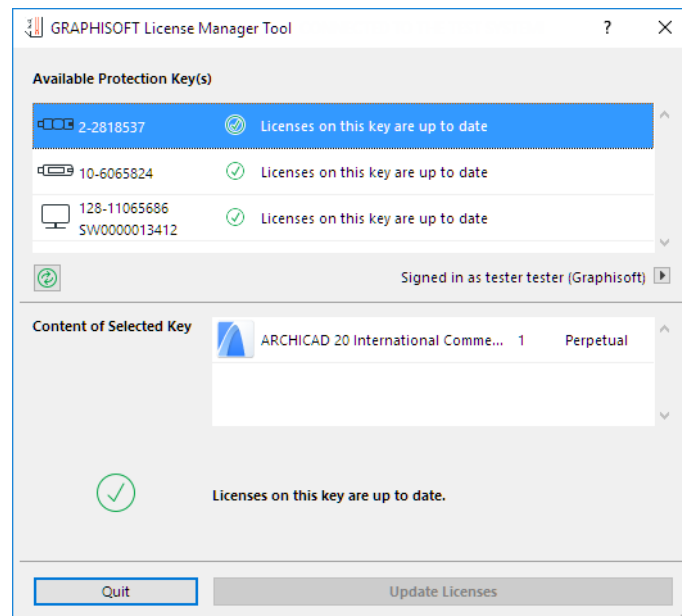 GRAPHISOFT License Manager Tool ?
Available Protection Key(s)
2-2818537 Licenses on this key are up to date
10-6065824 Licenses on this key are up to date
128-11065686
SW0000013412
Licenses on this key are up to date
Signed in as tester tester (Graphisoft)
Content of Selected Key
ARCHICAD 20 International Comme... 1 Perpetual
Licenses on this key are up to date.
Quit Update Licenses